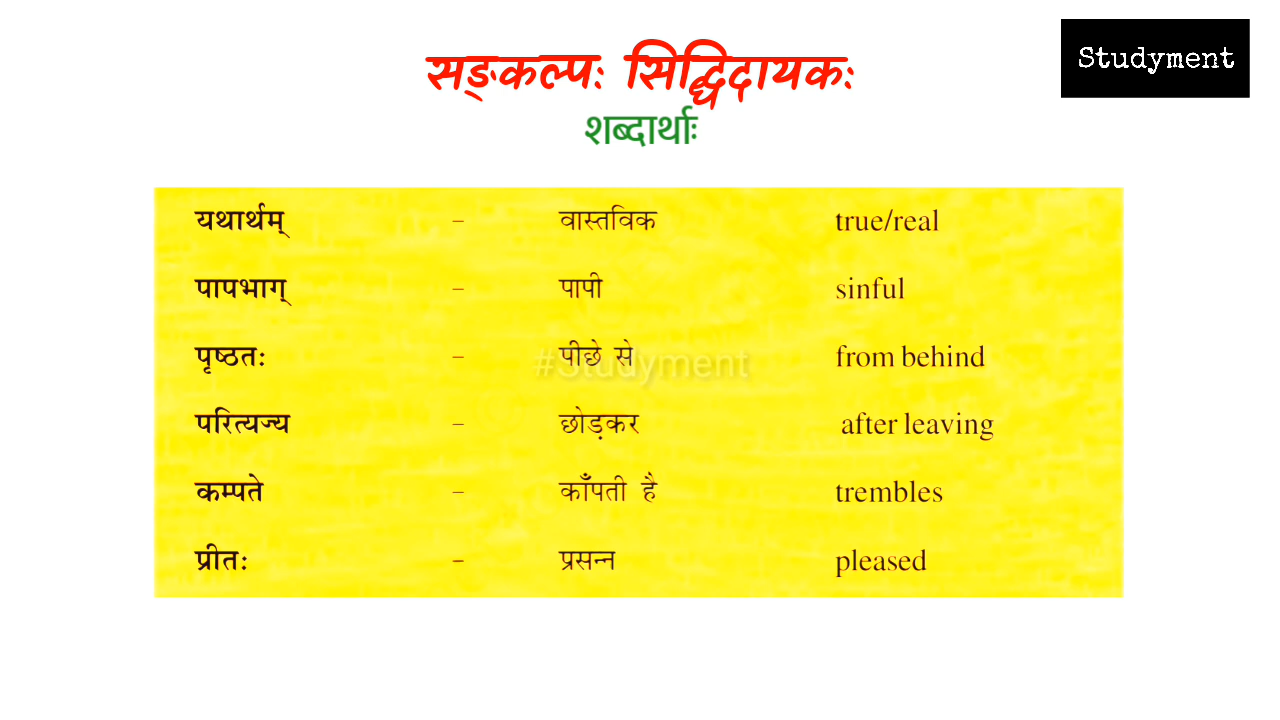 Studyment
सङ्कल्पः सिद्धिदायकः
शब्दार्थाः
यथार्थम् – वास्तविक true/real
पापभाग् – पापी sinful
पृष्ठतः – पीछे से from behind
#Studyment
परित्यज्य – छोड़कर after leaving
कम्पते – काँपती है trembles
प्रीतः – प्रसन्न pleased